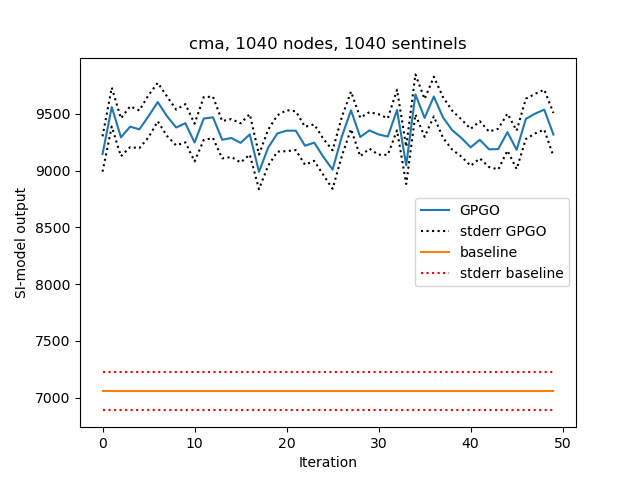 cma, 1040 nodes, 1040 sentinels
SI-model output
9500
9000
8500
8000
7500
7000
GPGO
stderr GPGO
baseline
stderr baseline
0 10 20 30 40 50
Iteration